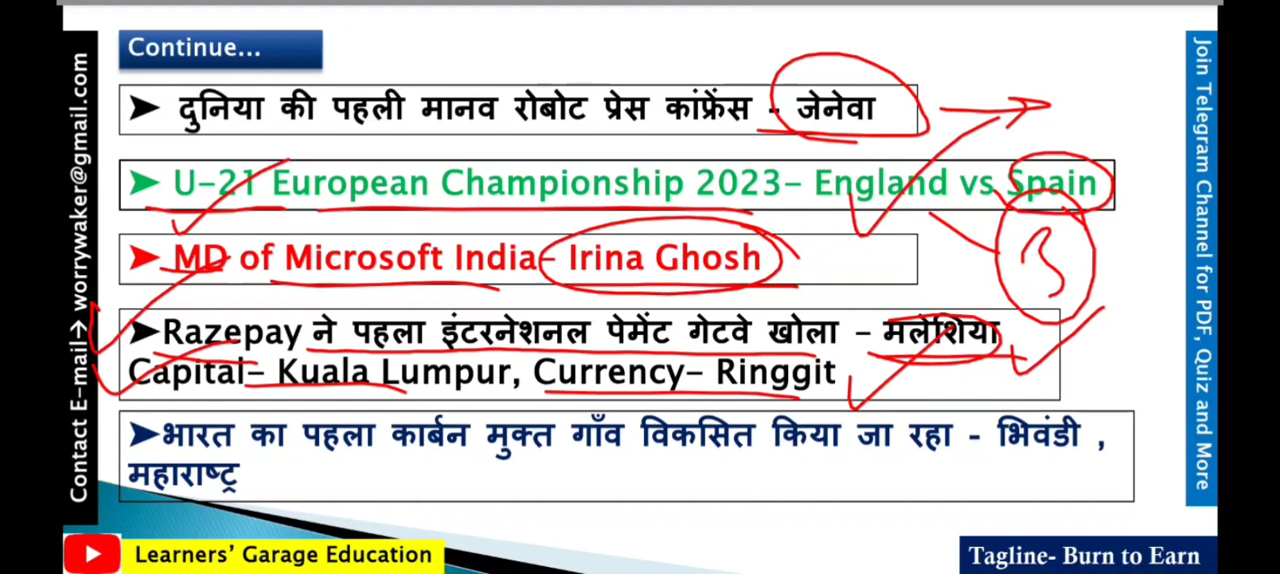 Continue...
➤ दुनिया की पहली मानव रोबोट प्रेस कांफ्रेंस - जेनेवा
➤ U-21 European Championship 2023- England vs Spain
3
➤ MD of Microsoft India- Irina Ghosh
➤Razepay ने पहला इंटरनेशनल पेमेंट गेटवे खोला - मलेशिया
Capital- Kuala Lumpur, Currency- Ringgit
➤भारत का पहला कार्बन मुक्त गाँव विकसित किया जा रहा - भिवंडी ,
महाराष्ट्र
Contact E-mail→ worrywaker@gmail.com
Join Telegram Channel for PDF, Quiz and More
Learners' Garage Education
Tagline- Burn to Earn